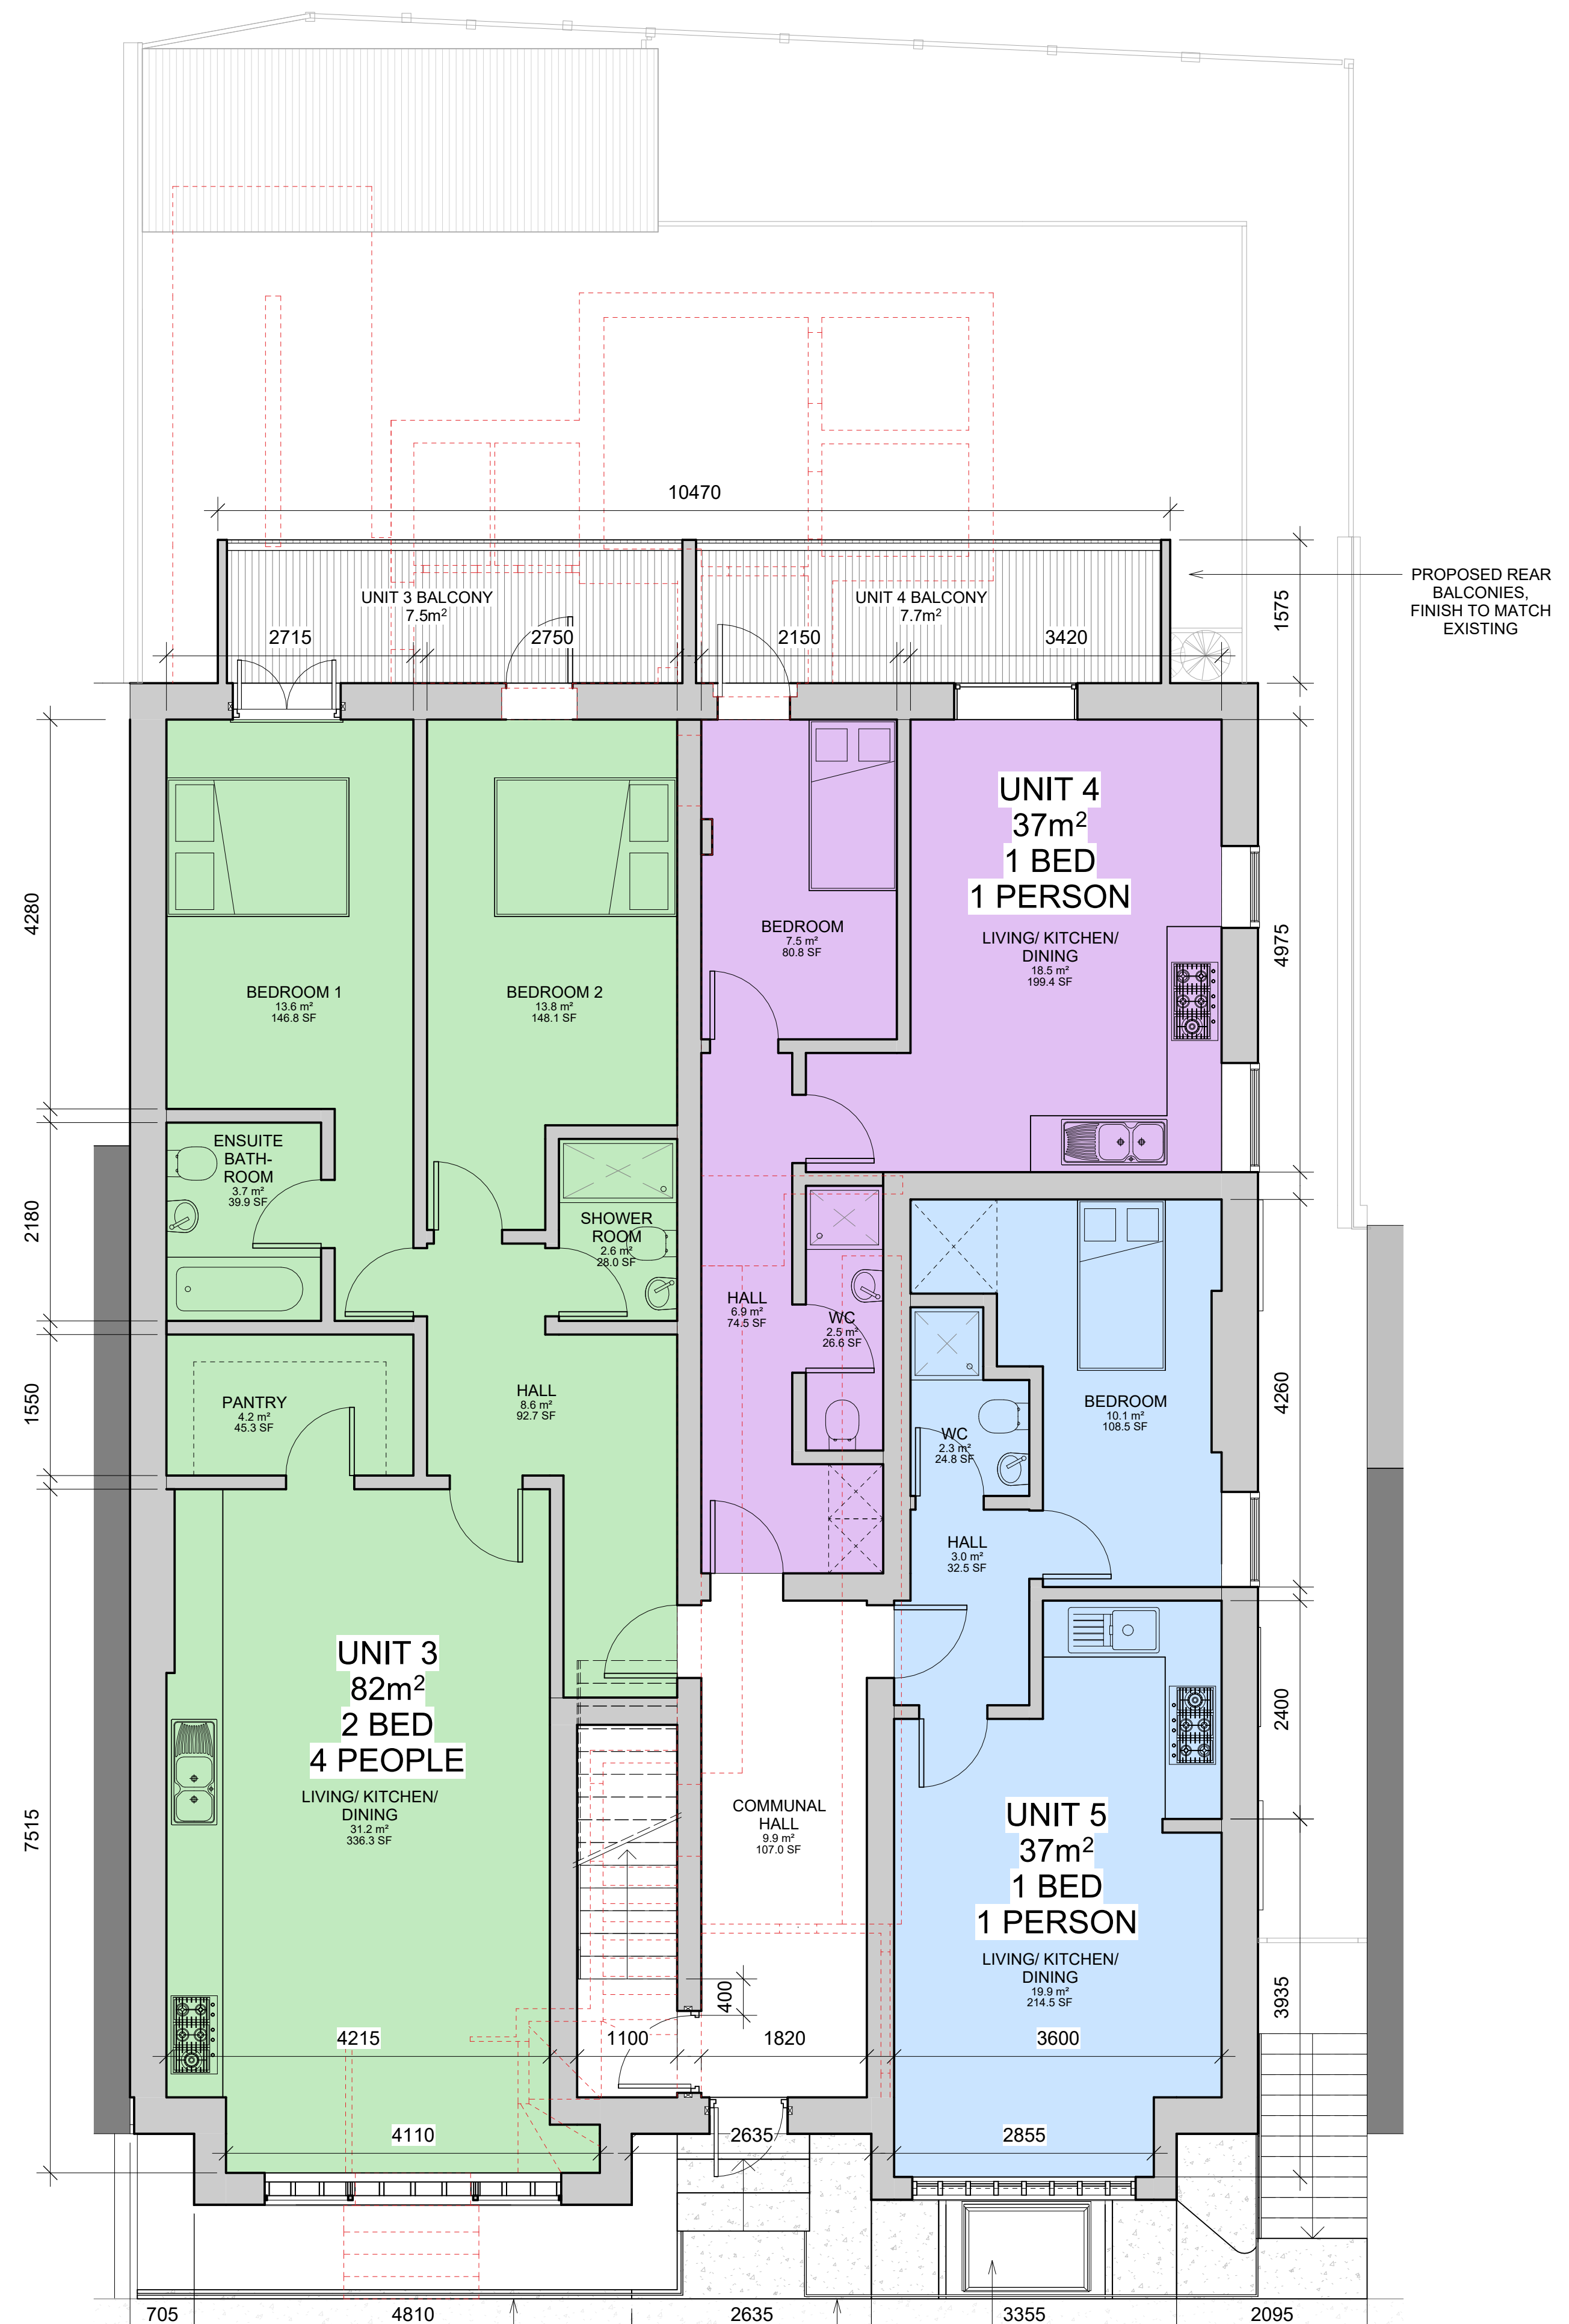 10470
PROPOSED REAR
BALCONIES,
FINISH TO MATCH
EXISTING
1575
UNIT 3 BALCONY
7.5m²
UNIT 4 BALCONY
7.7m²
2715
2750
2150
3420
4280
4975
UNIT 4
37m²
1 BED
1 PERSON
LIVING/ KITCHEN/
DINING
18.5 m²
199.4 SF
BEDROOM
7.5 m²
80.8 SF
BEDROOM 1
13.6 m²
146.8 SF
BEDROOM 2
13.8 m²
148.1 SF
ENSUITE
BATH-
ROOM
3.7 m²
39.9 SF
2180
SHOWER
ROOM
2.6 m²
28.0 SF
HALL
6.9 m²
74.5 SF
WC
2.5 m²
26.6 SF
1550
PANTRY
4.2 m²
45.3 SF
HALL
8.6 m²
92.7 SF
WC
2.3 m²
24.8 SF
BEDROOM
10.1 m²
108.5 SF
4260
HALL
3.0 m²
32.5 SF
UNIT 3
82m²
2 BED
4 PEOPLE
LIVING/ KITCHEN/
DINING
31.2 m²
336.3 SF
7515
COMMUNAL
HALL
9.9 m²
107.0 SF
2400
UNIT 5
37m²
1 BED
1 PERSON
LIVING/ KITCHEN/
DINING
19.9 m²
214.5 SF
400
3935
4215
1100
1820
3600
4110
2635
2855
705
4810
2635
3355
2095